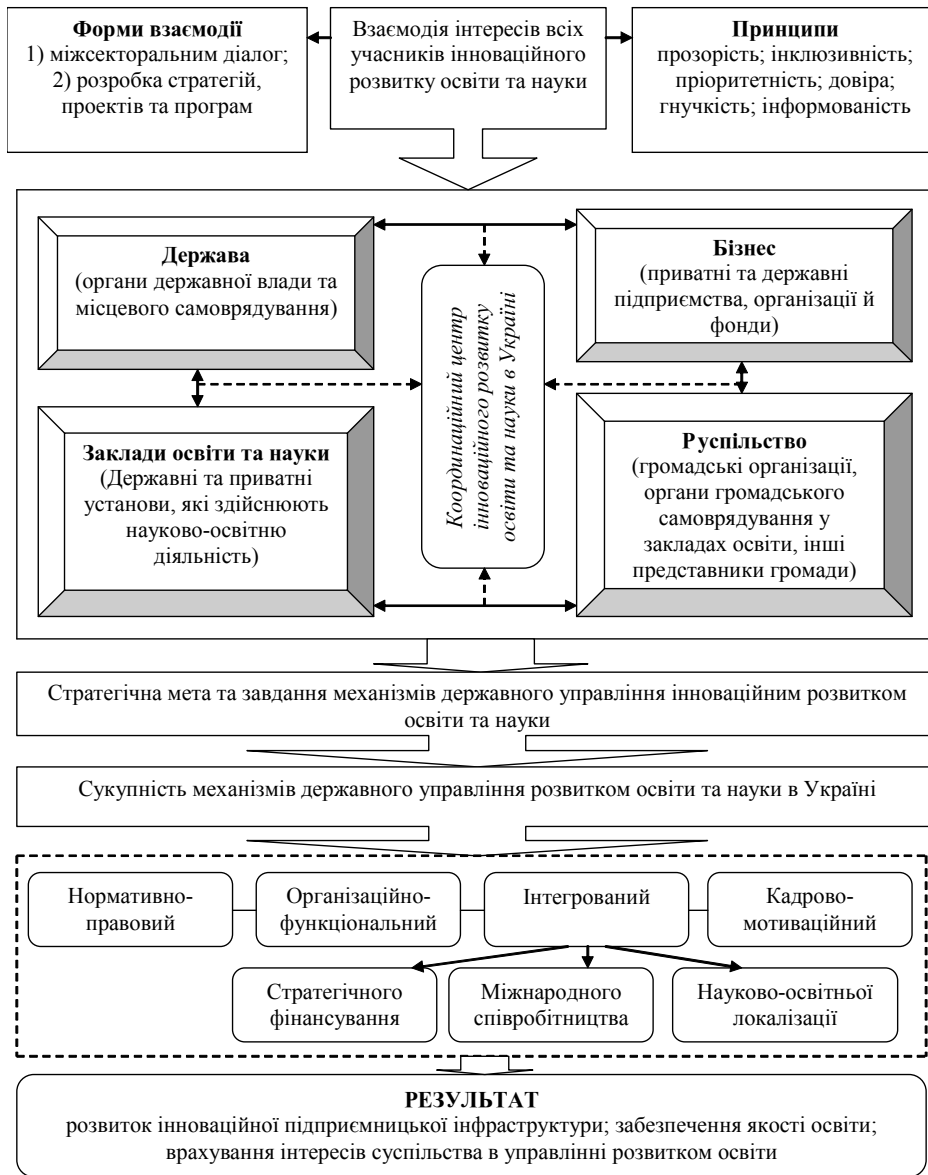 Форми взаємодії
1) міжсекторальним діалог;
2) розробка стратегій,
проектів та програм
Взаємодія інтересів всіх
учасників інноваційного
розвитку освіти та науки
Принципи
прозорість; інклюзивність;
пріоритетність; довіра;
гнучкість; інформованість
Держава
(органи державної влади та
місцевого самоврядування)
Координаційний центр
інноваційного розвитку
освіти та науки в Україні
Бізнес
(приватні та державні
підприємства, організації й
фонди)
Заклади освіти та науки
(Державні та приватні
установи, які здійснюють
науково-освітню
діяльність)
Руспільство
(громадські організації,
органи громадського
самоврядування у
закладах освіти, інші
представники громади)
Стратегічна мета та завдання механізмів державного управління інноваційним розвитком
освіти та науки
Сукупність механізмів державного управління розвитком освіти та науки в Україні
Нормативно-
правовий
Організаційно-
функціональний
Інтегрований
Кадрово-
мотиваційний
Стратегічного
фінансування
Міжнародного
співробітництва
Науково-освітньої
локалізації
РЕЗУЛЬТАТ
розвиток інноваційної підприємницької інфраструктури; забезпечення якості освіти;
врахування інтересів суспільства в управлінні розвитком освіти